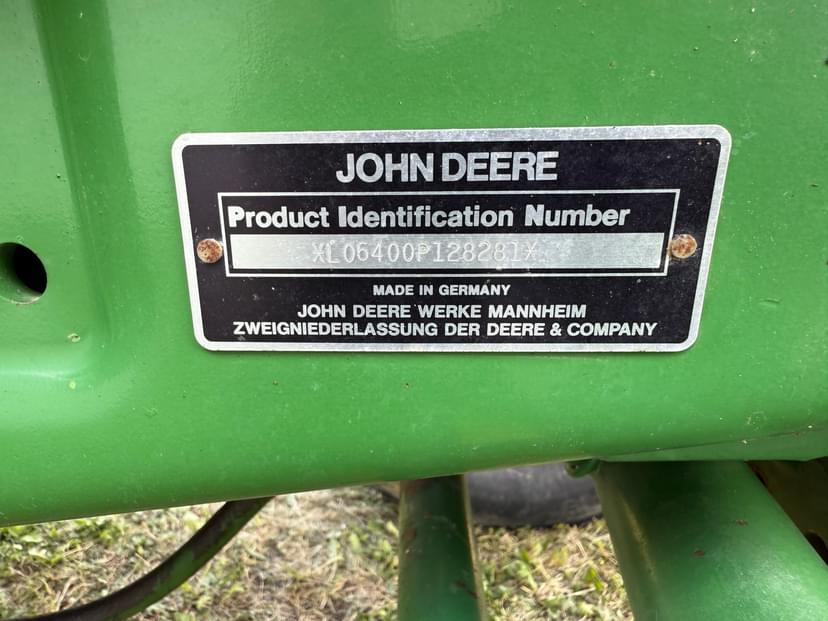 JOHN DEERE
Product Identification Number
*L06400P128281*
MADE IN GERMANY
JOHN DEERE WERKE MANNHEIM
ZWEIGNIEDERLASSUNG DER DEERE & COMPANY